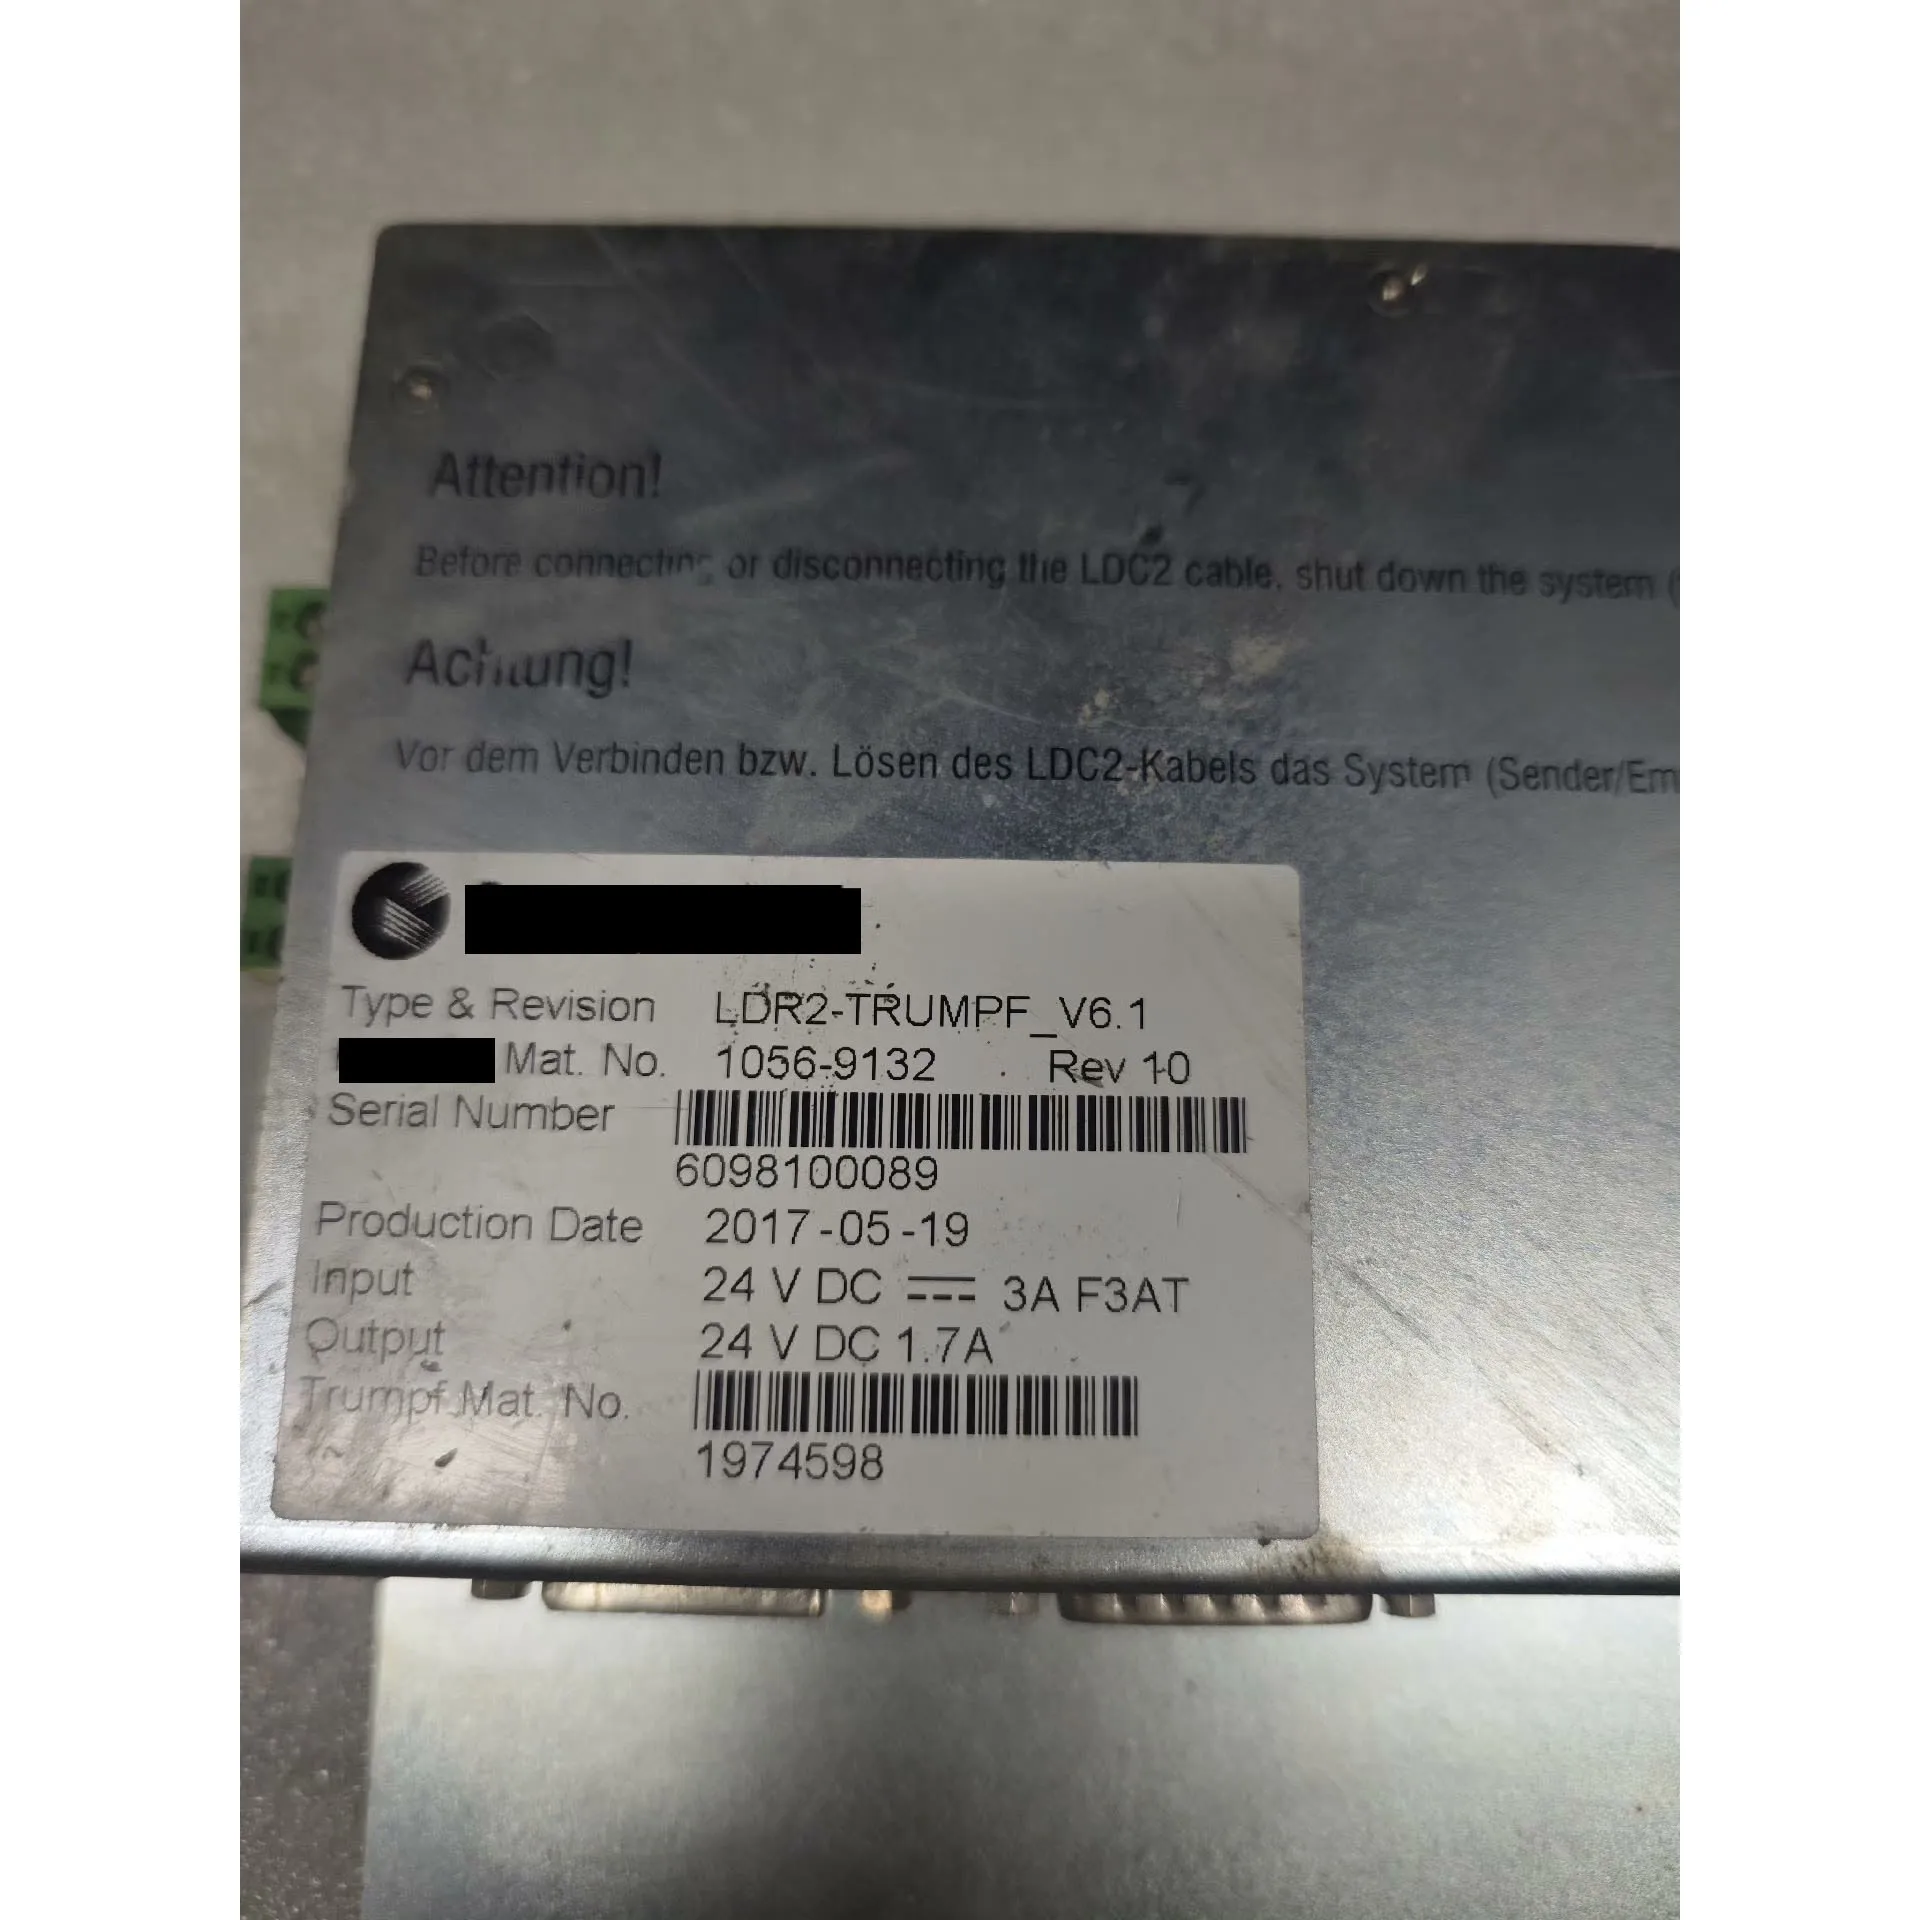 Attention!
Before connecting or disconnecting the LDC2 cable, shut down the system (
Achtung!
Vor dem Verbinden bzw. Lösen des LDC2-Kabels das System (Sender/Em
Type & Revision LDR2-TRUMPF_V6.1
Mat. No. 1056-9132 Rev 10
Serial Number
6098100089
Production Date 2017-05-19
Input 24 V DC 3A F3AT
Output 24 V DC 1.7A
Trumpf Mat. No.
1974598